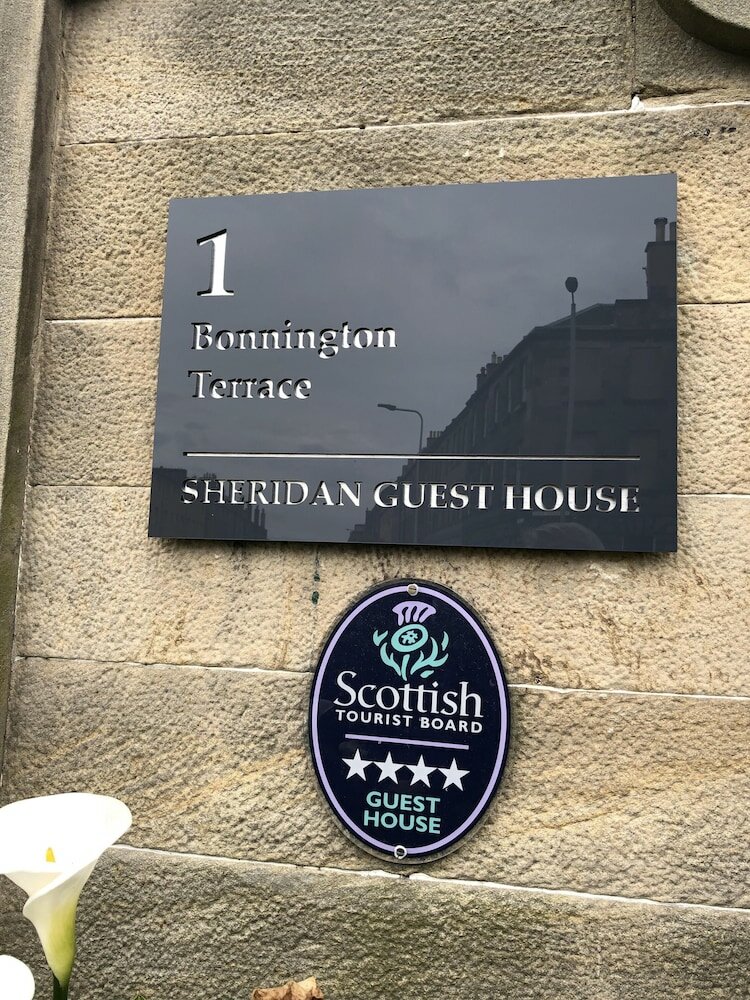 1
Bonnington
Terrace
SHERIDAN GUEST HOUSE
Scottish
TOURIST BOARD
GUEST
HOUSE